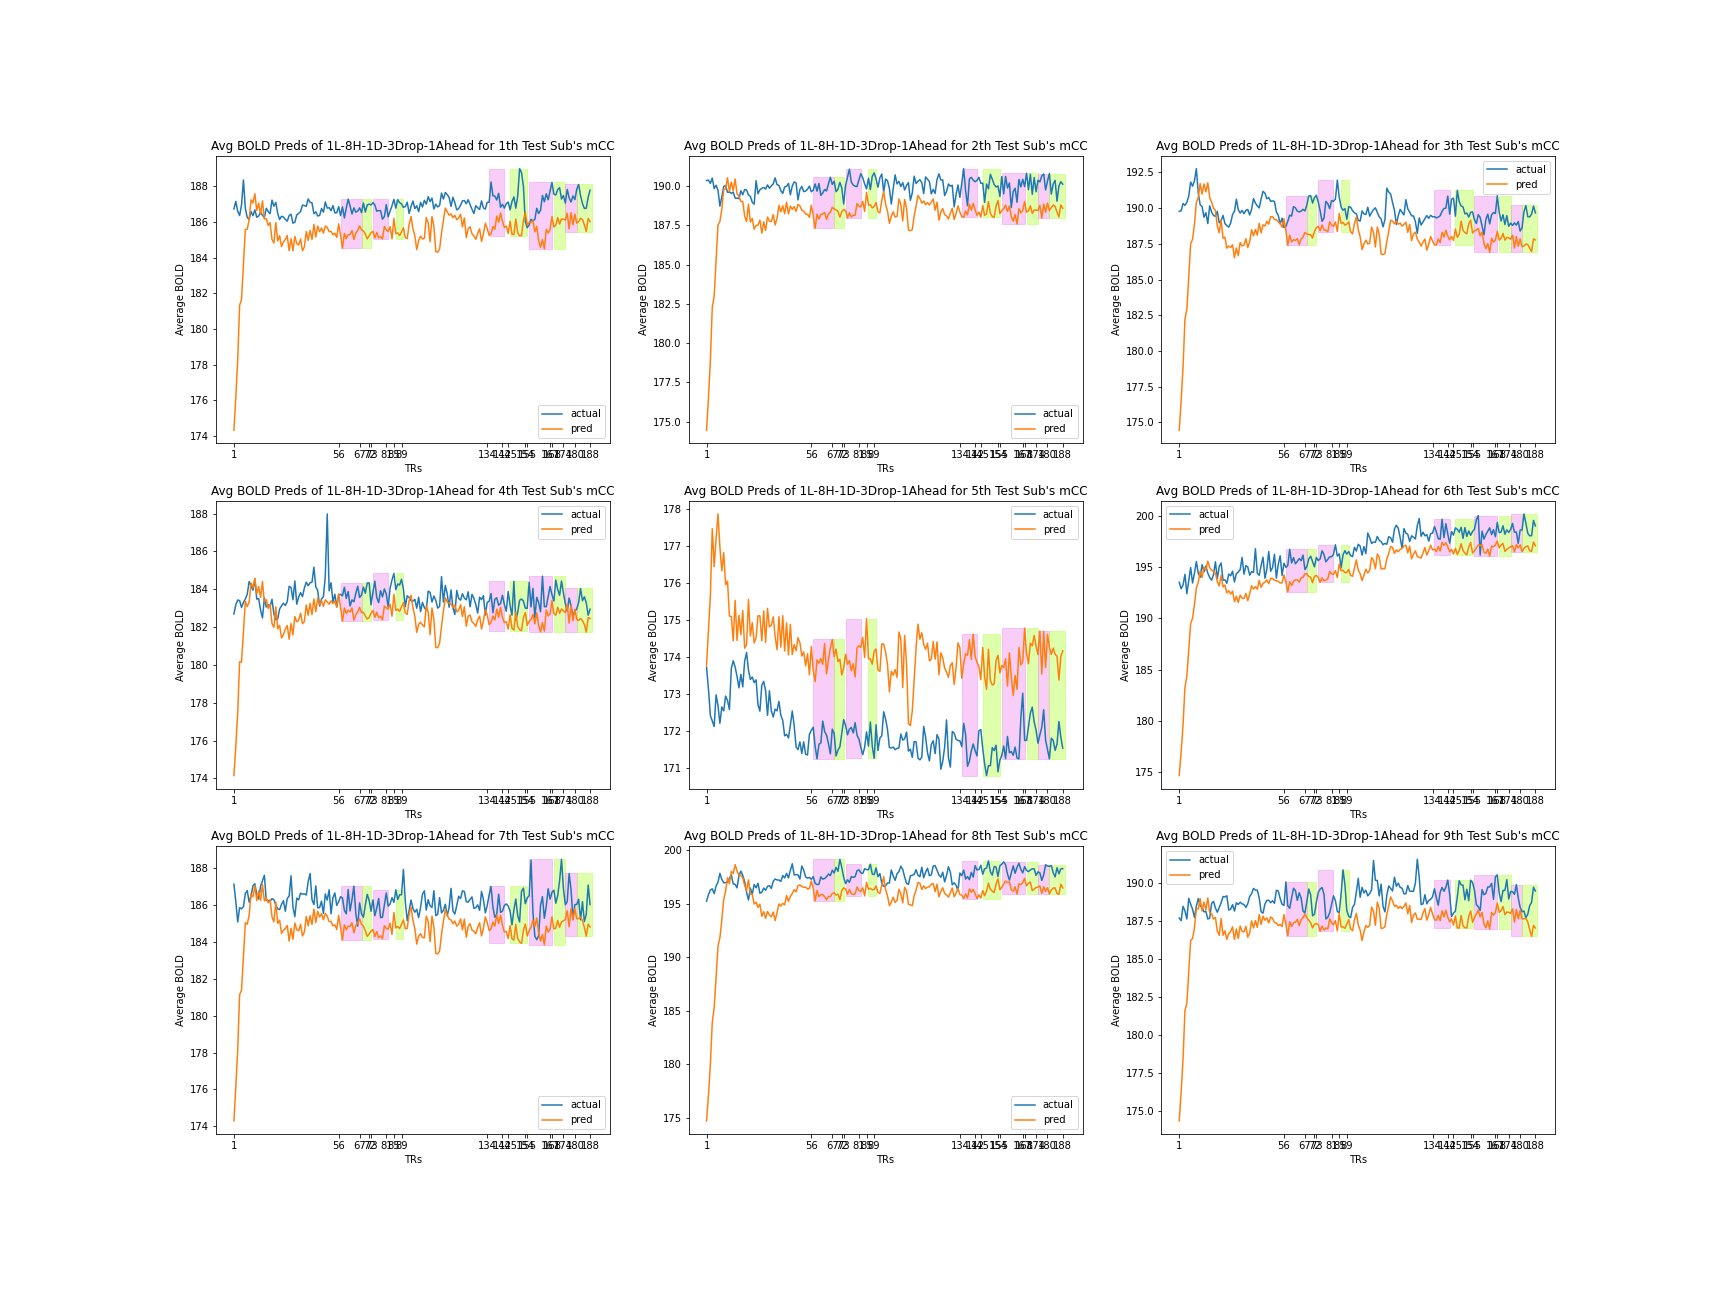 Avg BOLD Preds of 1L-8H-1D-3Drop-1Ahead for 1th Test Sub's mCC
188
186
184
182
180
178
176
174
Average BOLD
actual
pred
1 56 134 188
TRs
Avg BOLD Preds of 1L-8H-1D-3Drop-1Ahead for 2th Test Sub's mCC
190.0
187.5
185.0
182.5
180.0
177.5
175.0
Average BOLD
actual
pred
1 56 134 188
TRs
Avg BOLD Preds of 1L-8H-1D-3Drop-1Ahead for 3th Test Sub's mCC
192.5
190.0
187.5
185.0
182.5
180.0
177.5
175.0
Average BOLD
actual
pred
1 56 134 188
TRs
Avg BOLD Preds of 1L-8H-1D-3Drop-1Ahead for 4th Test Sub's mCC
188
186
184
182
180
178
176
174
Average BOLD
actual
pred
1 56 134 188
TRs
Avg BOLD Preds of 1L-8H-1D-3Drop-1Ahead for 5th Test Sub's mCC
178
177
176
175
174
173
172
171
Average BOLD
actual
pred
1 56 134 188
TRs
Avg BOLD Preds of 1L-8H-1D-3Drop-1Ahead for 6th Test Sub's mCC
200
195
190
185
180
175
Average BOLD
actual
pred
1 56 134 188
TRs
Avg BOLD Preds of 1L-8H-1D-3Drop-1Ahead for 7th Test Sub's mCC
188
186
184
182
180
178
176
174
Average BOLD
actual
pred
1 56 134 188
TRs
Avg BOLD Preds of 1L-8H-1D-3Drop-1Ahead for 8th Test Sub's mCC
200
195
190
185
180
175
Average BOLD
actual
pred
1 56 134 188
TRs
Avg BOLD Preds of 1L-8H-1D-3Drop-1Ahead for 9th Test Sub's mCC
190.0
187.5
185.0
182.5
180.0
177.5
175.0
Average BOLD
actual
pred
1 56 134 188
TRs